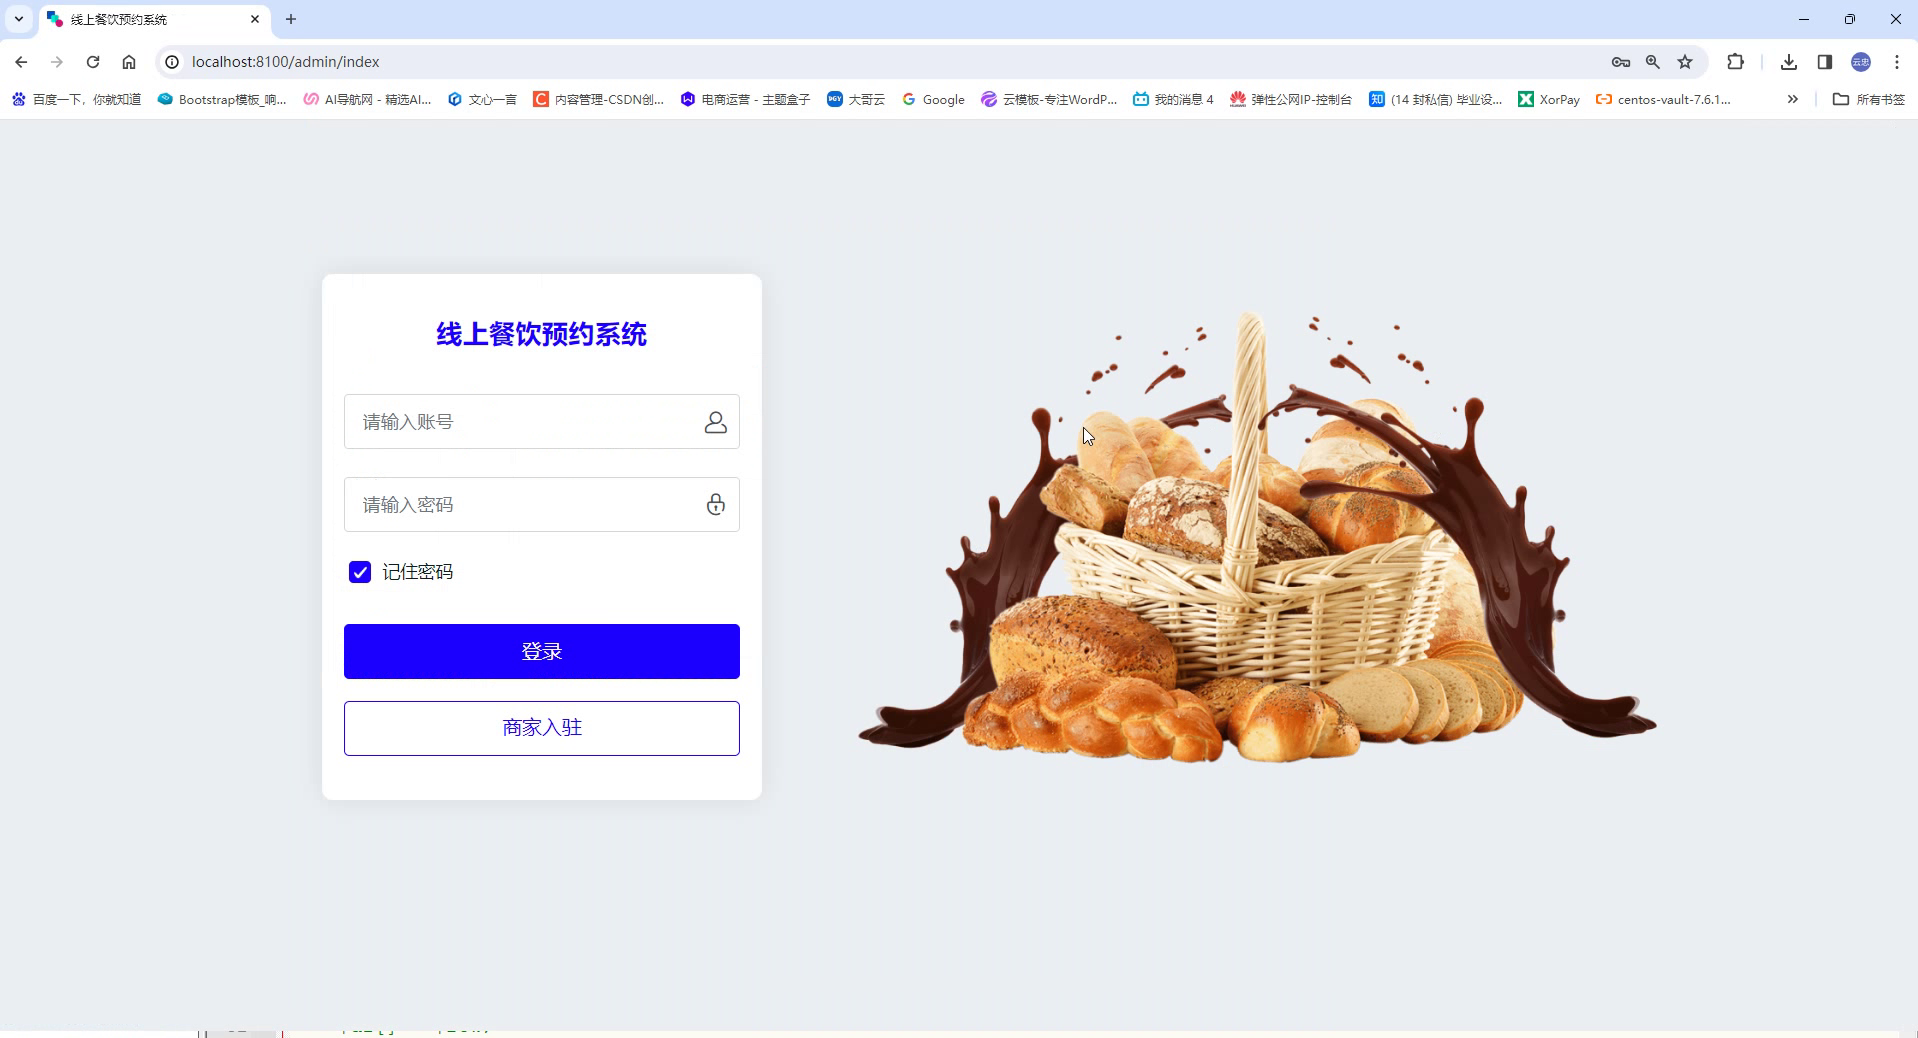 线上餐饮预约系统
localhost:8100/admin/index
云忠
百度一下，你就知道
Bootstrap模板_响...
AI导航网 - 精选AI...
文心一言
内容管理-CSDN创...
电商运营 - 主题盒子
大哥云
Google
云模板-专注WordP...
我的消息 4
弹性公网IP-控制台
(14 封私信) 毕业设...
XorPay
centos-vault-7.6.1...
所有书签
线上餐饮预约系统
请输入账号
请输入密码
记住密码
登录
商家入驻